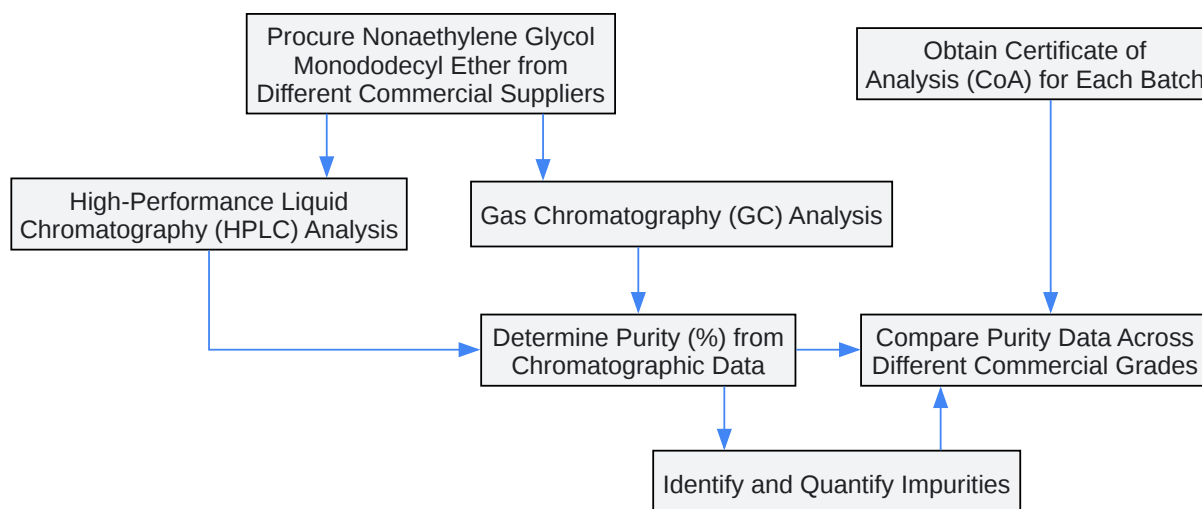 Procure Nonaethylene Glycol
Monododecyl Ether from
Different Commercial Suppliers
Obtain Certificate of
Analysis (CoA) for Each Batch
High-Performance Liquid
Chromatography (HPLC) Analysis
Gas Chromatography (GC) Analysis
Determine Purity (%) from
Chromatographic Data
Compare Purity Data Across
Different Commercial Grades
Identify and Quantify Impurities